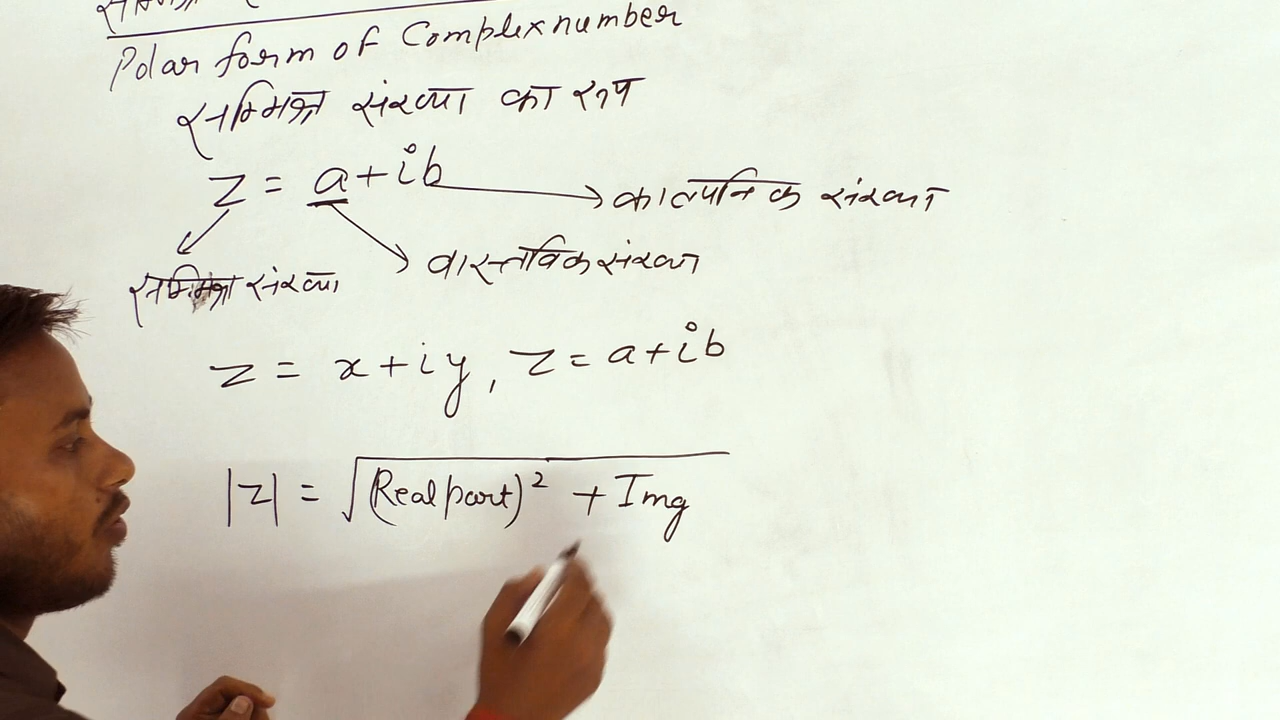 Polar form of Complex number
सम्मिश्र संख्या का रूप
z = a+ib
काल्पनिक संख्या
वास्तविक संख्या
सम्मिश्र संख्या
z = x+iy, z = a+ib
|z| = √(Real part)² + Img